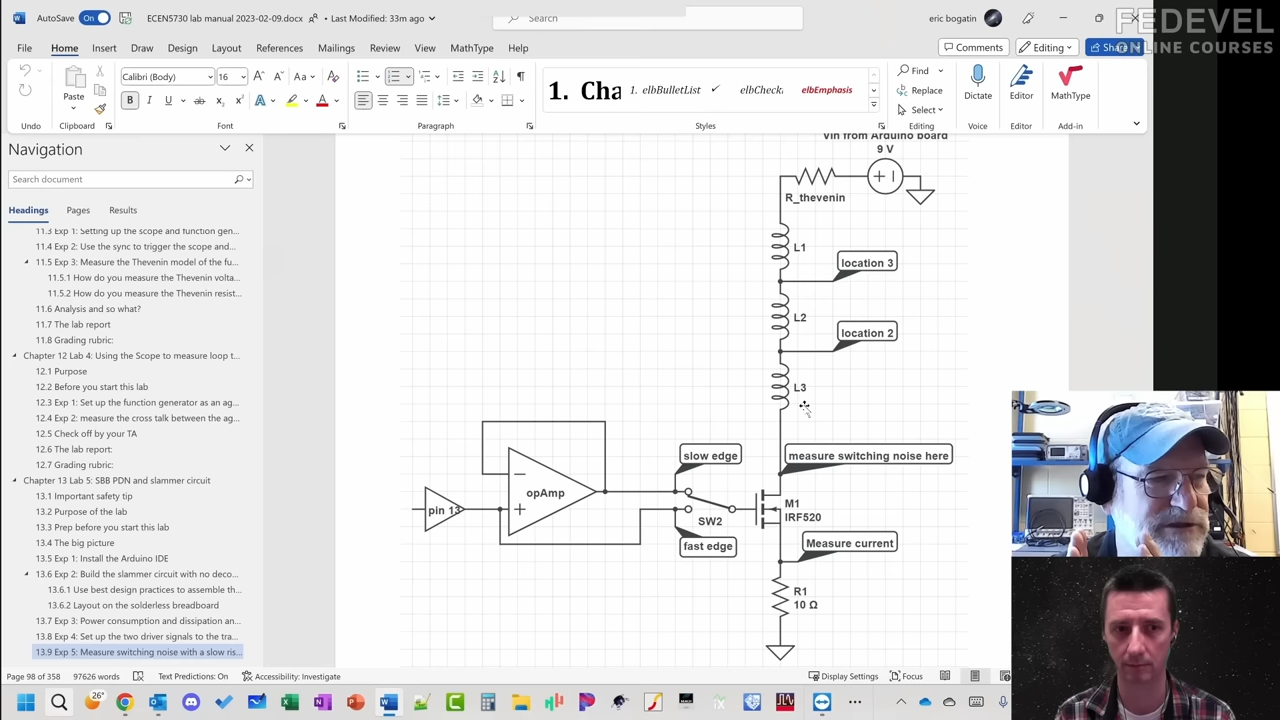 AutoSave On ECEN5730 lab manual 2023-02-09.docx • Last Modified: 33m ago Search eric bogatin
FEDEVEL
ONLINE COURSES
File Home Insert Draw Design Layout References Mailings Review View MathType Help Comments Editing Share
Paste
Calibri (Body) 16
1. Cha
1. elbBulletList
elbChecki
elbEmphasis
Find
Replace
Select
Dictate
Editor
MathType
Undo Clipboard Font Paragraph Styles Editing Voice Editor Add-in
Navigation
Search document
Headings Pages Results
11.3 Exp 1: Setting up the scope and function gen...
11.4 Exp 2: Use the sync to trigger the scope and...
11.5 Exp 3: Measure the Thevenin model of the fu...
11.5.1 How do you measure the Thevenin volta...
11.5.2 How do you measure the Thevenin resist...
11.6 Analysis and so what?
11.7 The lab report
11.8 Grading rubric:
Chapter 12 Lab 4: Using the Scope to measure loop t...
12.1 Purpose
12.2 Before you start this lab
12.3 Exp 1: Set up the function generator as an ag...
12.4 Exp 2: measure the cross talk between the ag...
12.5 Check off by your TA
12.6 The lab report:
12.7 Grading rubric:
Chapter 13 Lab 5: SBB PDN and slammer circuit
13.1 Important safety tip
13.2 Purpose of the lab
13.3 Prep before you start this lab
13.4 The big picture
13.5 Exp 1: Install the Arduino IDE
13.6 Exp 2: Build the slammer circuit with no deco...
13.6.1 Use best design practices to assemble th...
13.6.2 Layout on the solderless breadboard
13.7 Exp 3: Power consumption and dissipation an...
13.8 Exp 4: Set up the two driver signals to the tra...
13.9 Exp 5: Measure switching noise with a slow ris...
Vin from Arduino board
9 V
R_thevenin
L1
location 3
L2
location 2
L3
slow edge
measure switching noise here
opAmp
pin 13
SW2
M1
IRF520
fast edge
Measure current
R1
10 Ω
Page 98 of 358 97626 words Text Predictions: On Accessibility: Investigate Display Settings Focus
26°